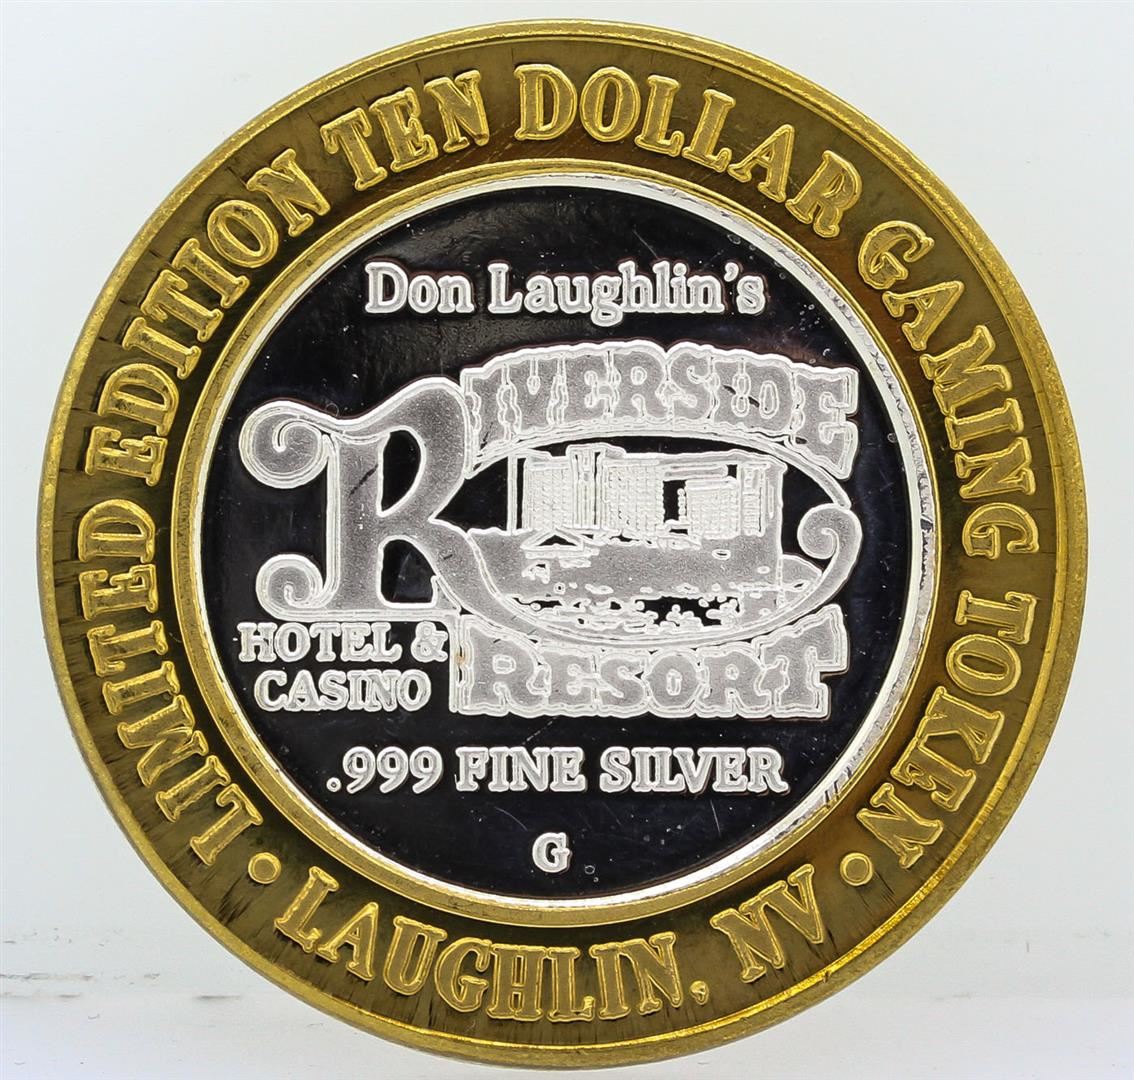 LIMITED EDITION TEN DOLLAR GAMING TOKEN
• LAUGHLIN, NV •
Don Laughlin's
RIVERSIDE
HOTEL &
CASINO
RESORT
.999 FINE SILVER
G